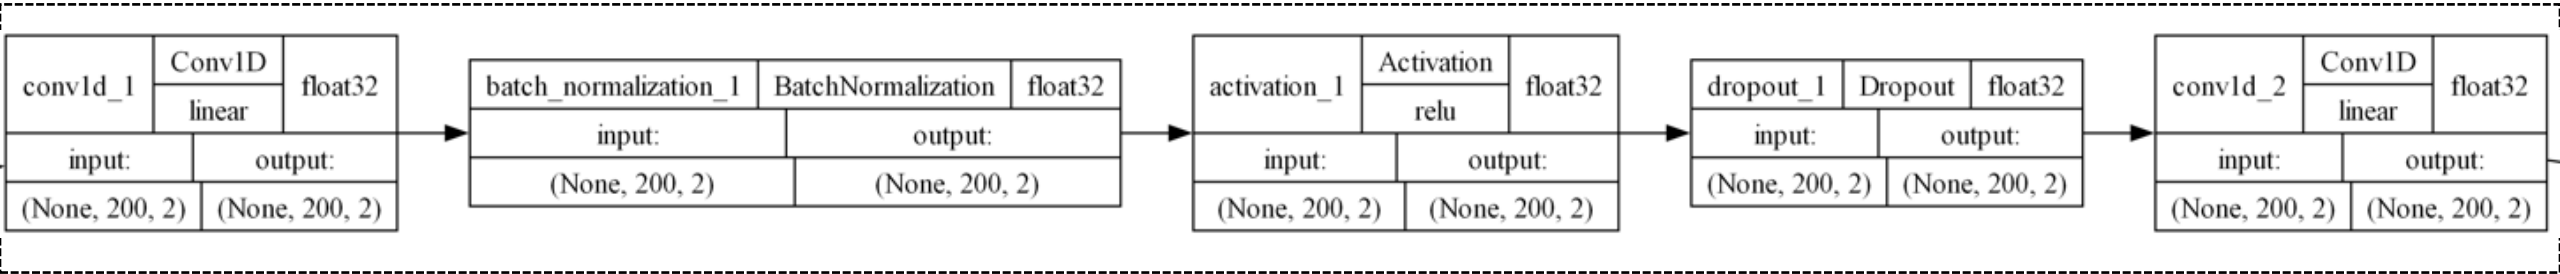 conv1d_1
Conv1D
linear
float32
input:
output:
(None, 200, 2)
(None, 200, 2)
batch_normalization_1
BatchNormalization
float32
input:
output:
(None, 200, 2)
(None, 200, 2)
activation_1
Activation
relu
float32
input:
output:
(None, 200, 2)
(None, 200, 2)
dropout_1
Dropout
float32
input:
output:
(None, 200, 2)
(None, 200, 2)
conv1d_2
Conv1D
linear
float32
input:
output:
(None, 200, 2)
(None, 200, 2)